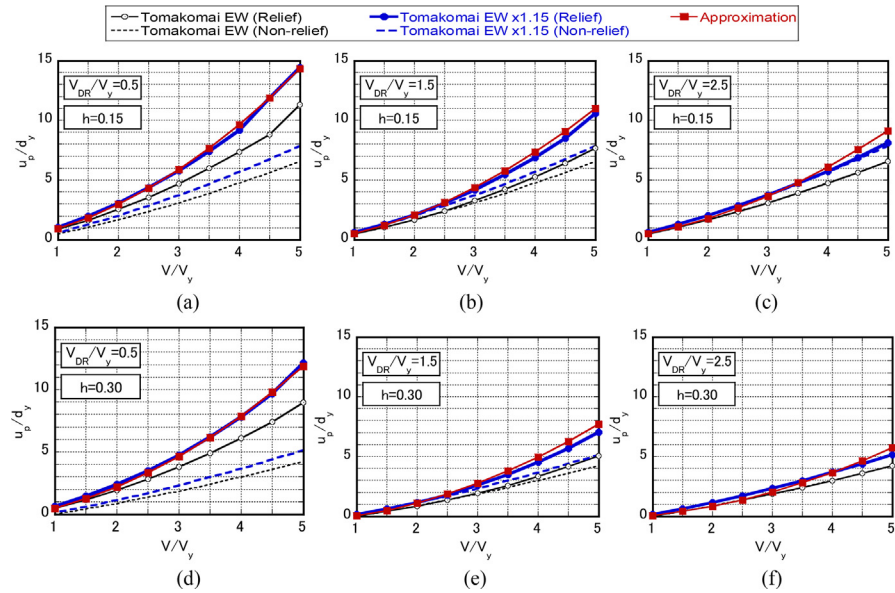 Tomakomai EW (Relief) Tomakomai EW x1.15 (Relief) Approximation
Tomakomai EW (Non-relief) Tomakomai EW x1.15 (Non-relief)
15 15 15
V_DR/V_y=0.5 V_DR/V_y=1.5 V_DR/V_y=2.5
h=0.15 h=0.15 h=0.15
10 10 10
u_p/d_y u_p/d_y u_p/d_y
5 5 5
0 0 0
1 2 3 4 5 1 2 3 4 5 1 2 3 4 5
V/V_y V/V_y V/V_y
(a) (b) (c)
15 15 15
V_DR/V_y=0.5 V_DR/V_y=1.5 V_DR/V_y=2.5
h=0.30 h=0.30 h=0.30
10 10 10
u_p/d_y u_p/d_y u_p/d_y
5 5 5
0 0 0
1 2 3 4 5 1 2 3 4 5 1 2 3 4 5
V/V_y V/V_y V/V_y
(d) (e) (f)